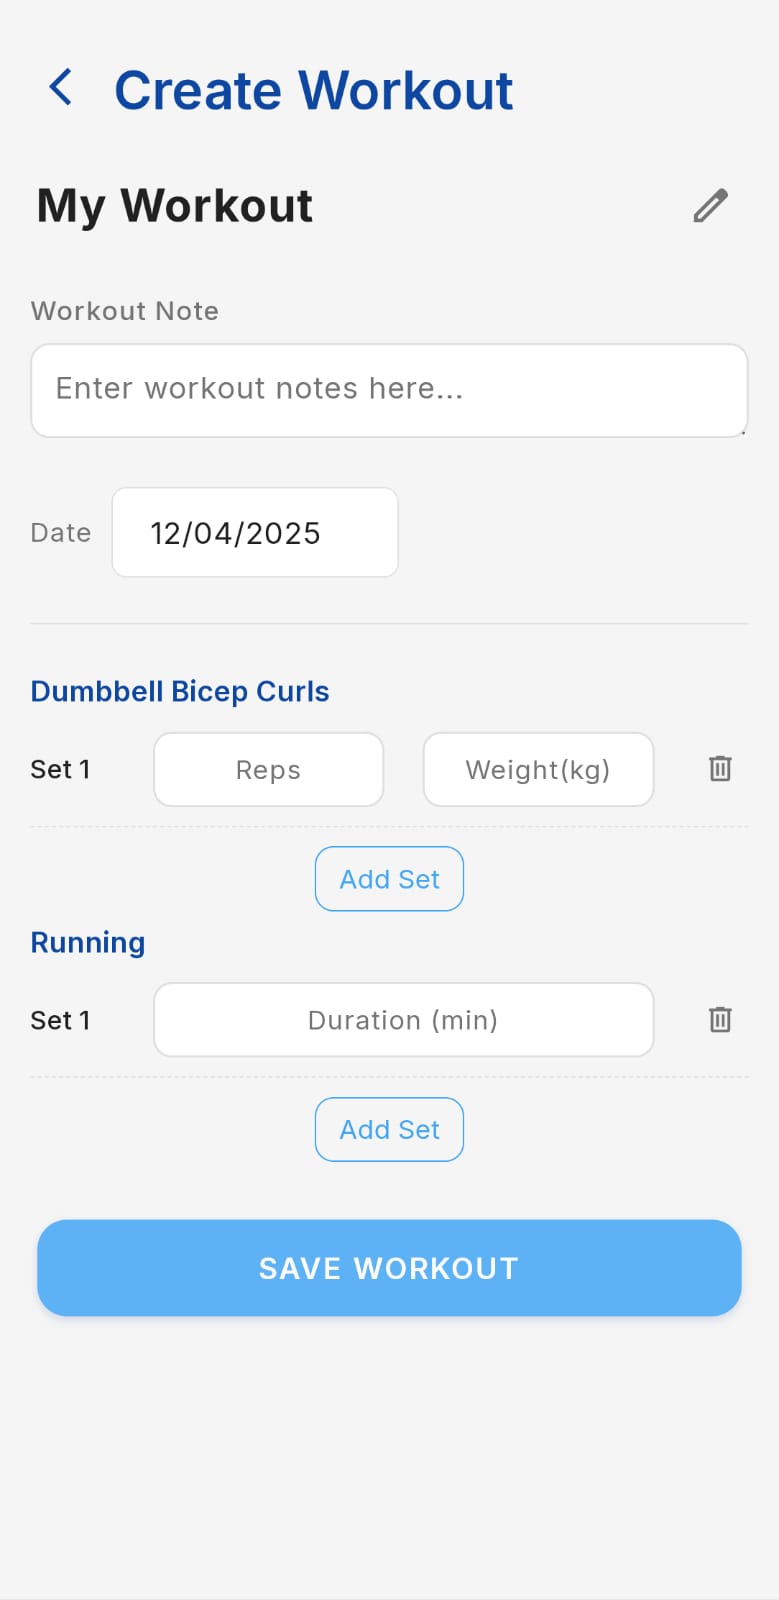 Create Workout
My Workout
Workout Note
Enter workout notes here...
Date 12/04/2025
Dumbbell Bicep Curls
Set 1 Reps Weight(kg)
Add Set
Running
Set 1 Duration (min)
Add Set
SAVE WORKOUT